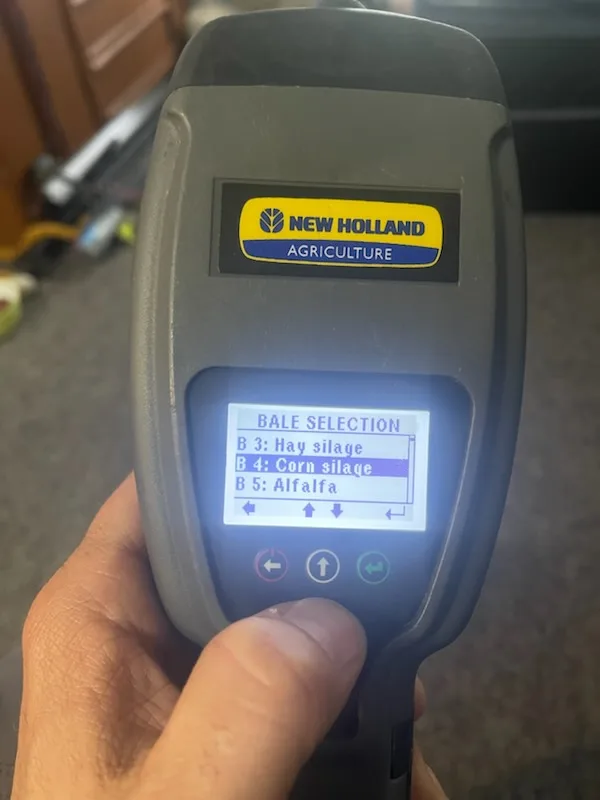 NEW HOLLAND
AGRICULTURE
BALE SELECTION
B 3: Hay silage
B 4: Corn silage
B 5: Alfalfa